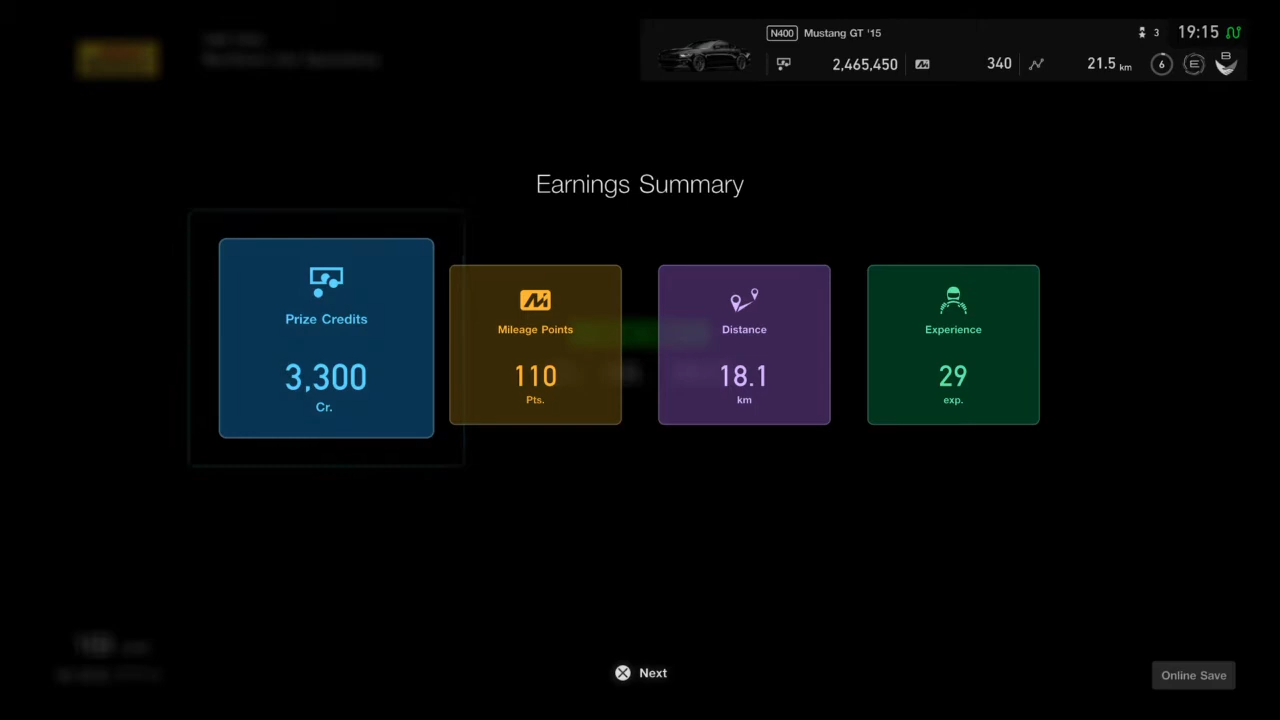 N400 Mustang GT '15
3 19:15
2,465,450 340 21.5 km 6 E B
Earnings Summary
Prize Credits
3,300
Cr.
Mileage Points
110
Pts.
Distance
18.1
km
Experience
29
exp.
Next
Online Save